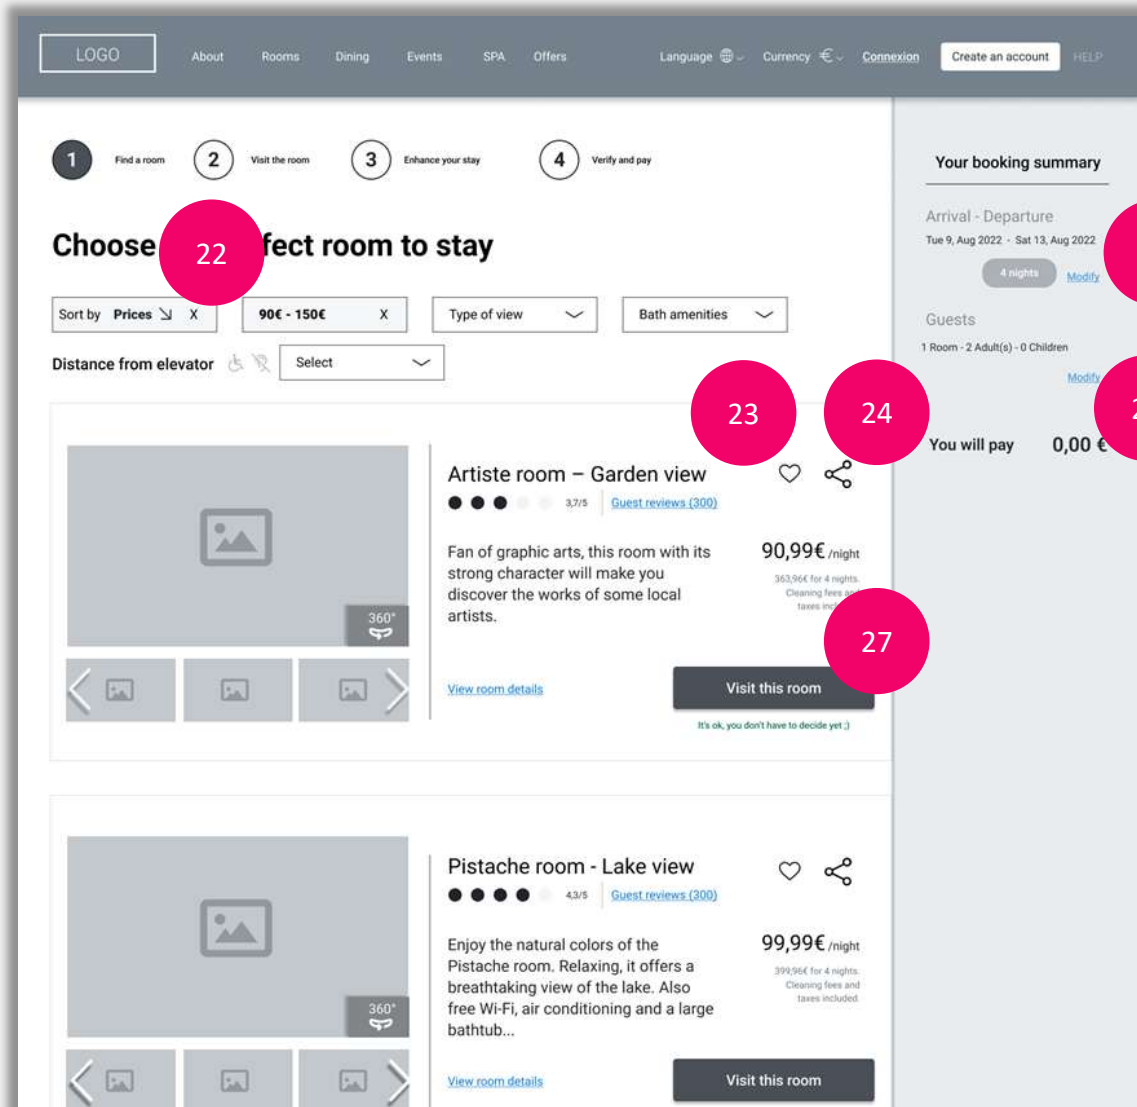 LOGO About Rooms Dining Events SPA Offers Language Currency € Connexion Create an account HELP
1 Find a room 2 Visit the room 3 Enhance your stay 4 Verify and pay
Choose 22 fect room to stay
Sort by Prices X 90€ - 150€ X Type of view Bath amenities
Distance from elevator Select
23 24
Artiste room – Garden view
3,7/5 Guest reviews (300)
Fan of graphic arts, this room with its
strong character will make you
discover the works of some local
artists.
90,99€ /night
363,96€ for 4 nights.
Cleaning fees and
taxes
27
360°
View room details
Visit this room
It's ok, you don't have to decide yet ;)
Pistache room - Lake view
4,3/5 Guest reviews (300)
Enjoy the natural colors of the
Pistache room. Relaxing, it offers a
breathtaking view of the lake. Also
free Wi-Fi, air conditioning and a large
bathtub...
99,99€ /night
399,96€ for 4 nights.
Cleaning fees and
taxes included
360°
View room details
Visit this room
Your booking summary
Arrival - Departure
Tue 9, Aug 2022 - Sat 13, Aug 2022
4 nights Modify
Guests
1 Room - 2 Adult(s) - 0 Children
Modify
You will pay 0,00 €